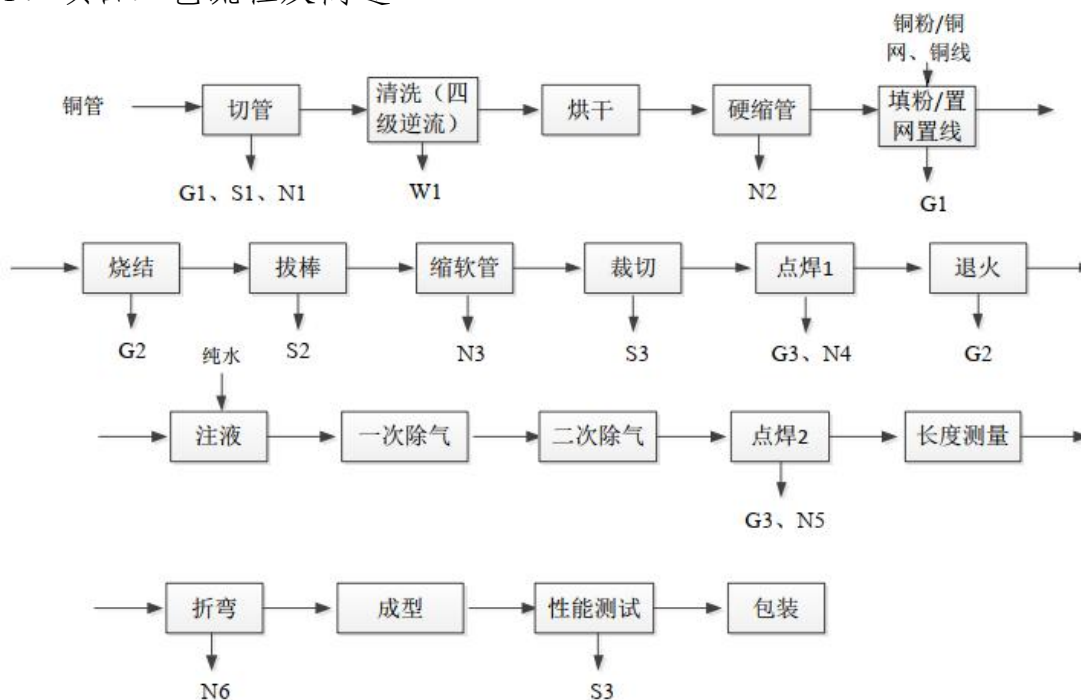 铜粉/铜
网、铜线
铜管
切管
清洗（四
级逆流）
烘干
硬缩管
填粉/置
网置线
G1、S1、N1
W1
N2
G1
烧结
拔棒
缩软管
裁切
点焊1
退火
G2
S2
N3
S3
G3、N4
G2
纯水
注液
一次除气
二次除气
点焊2
长度测量
G3、N5
折弯
成型
性能测试
包装
N6
S3